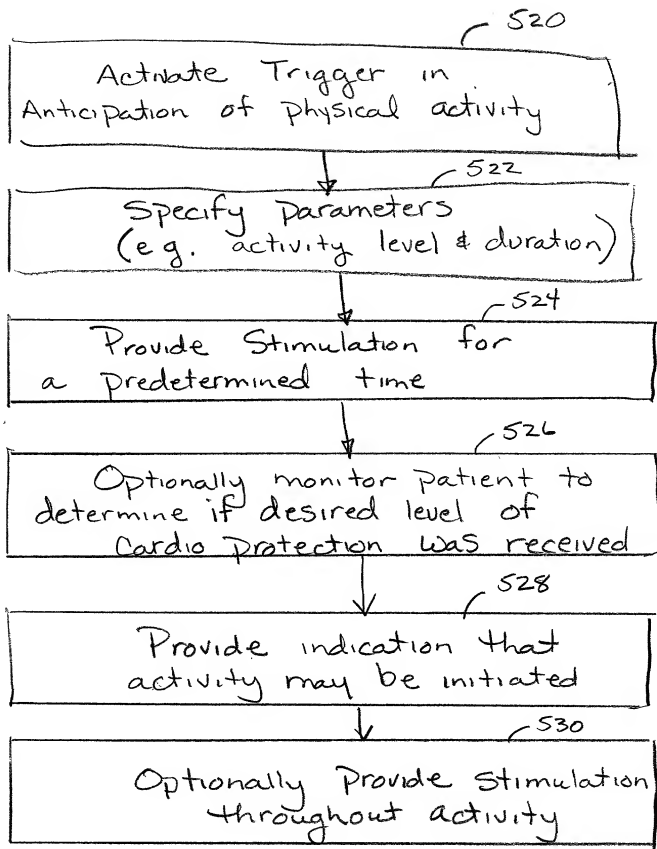 520
Activate Trigger in
Anticipation of physical activity
522
Specify Parameters
(e.g. activity level & duration)
524
Provide Stimulation for
a predetermined time
526
Optionally monitor patient to
determine if desired level of
Cardio Protection was received
528
Provide indication that
activity may be initiated
530
Optionally Provide Stimulation
throughout activity